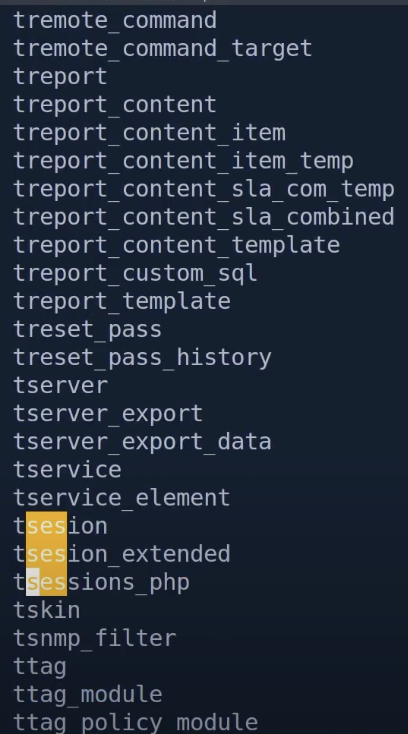 tremote_command
tremote_command_target
treport
treport_content
treport_content_item
treport_content_item_temp
treport_content_sla_com_temp
treport_content_sla_combined
treport_content_template
treport_custom_sql
treport_template
treset_pass
treset_pass_history
tserver
tserver_export
tserver_export_data
tservice
tservice_element
tsesion
tsesion_extended
tsessions_php
tskin
tsnmp_filter
ttag
ttag_module
ttag_policy_module